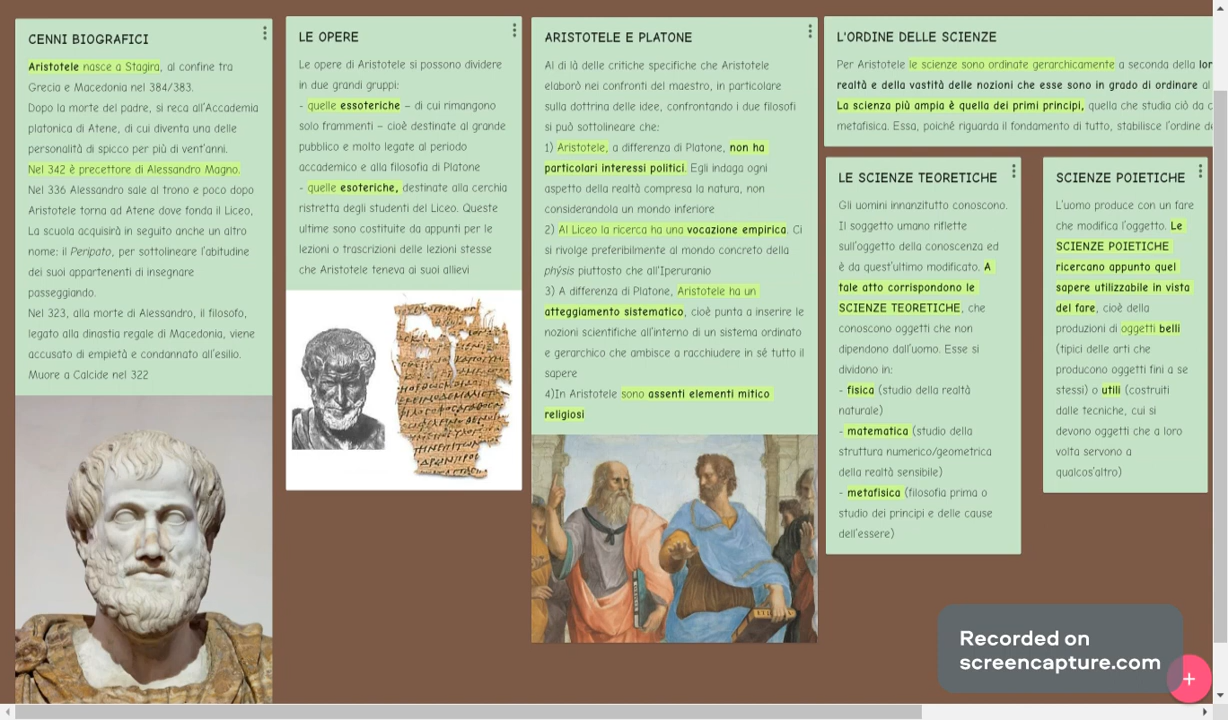 CENNI BIOGRAFICI
Aristotele nasce a Stagira, al confine tra
Grecia e Macedonia nel 384/383.
Dopo la morte del padre, si reca all'Accademia
platonica di Atene, di cui diventa una delle
personalità di spicco per più di vent'anni.
Nel 342 è precettore di Alessandro Magno.
Nel 336 Alessandro sale al trono e poco dopo
Aristotele torna ad Atene dove fonda il Liceo,
La scuola acquisirà in seguito anche un altro
nome: il Peripato, per sottolineare l'abitudine
dei suoi appartenenti di insegnare
passeggiando.
Nel 323, alla morte di Alessandro, il filosofo,
legato alla dinastia regale di Macedonia, viene
accusato di empietà e condannato all'esilio.
Muore a Calcide nel 322
LE OPERE
Le opere di Aristotele si possono dividere
in due grandi gruppi:
- quelle essoteriche – di cui rimangono
solo frammenti – cioè destinate al grande
pubblico e molto legate al periodo
accademico e alla filosofia di Platone
- quelle esoteriche, destinate alla cerchia
ristretta degli studenti del Liceo. Queste
ultime sono costituite da appunti per le
lezioni o trascrizioni delle lezioni stesse
che Aristotele teneva ai suoi allievi
ARISTOTELE E PLATONE
Al di là delle critiche specifiche che Aristotele
elaborò nei confronti del maestro, in particolare
sulla dottrina delle idee, confrontando i due filosofi
si può sottolineare che:
1) Aristotele, a differenza di Platone, non ha
particolari interessi politici. Egli indaga ogni
aspetto della realtà compresa la natura, non
considerandola un mondo inferiore
2) Al Liceo la ricerca ha una vocazione empirica. Ci
si rivolge preferibilmente al mondo concreto della
phýsis piuttosto che all'Iperuranio
3) A differenza di Platone, Aristotele ha un
atteggiamento sistematico, cioè punta a inserire le
nozioni scientifiche all'interno di un sistema ordinato
e gerarchico che ambisce a racchiudere in sé tutto il
sapere
4)In Aristotele sono assenti elementi mitico
religiosi
L'ORDINE DELLE SCIENZE
Per Aristotele le scienze sono ordinate gerarchicamente a seconda della lor
realtà e della vastità delle nozioni che esse sono in grado di ordinare al
La scienza più ampia è quella dei primi principi, quella che studia ciò da c
metafisica. Essa, poiché riguarda il fondamento di tutto, stabilisce l'ordine de
LE SCIENZE TEORETICHE
Gli uomini innanzitutto conoscono.
Il soggetto umano riflette
sull'oggetto della conoscenza ed
è da quest'ultimo modificato. A
tale atto corrispondono le
SCIENZE TEORETICHE, che
conoscono oggetti che non
dipendono dall'uomo. Esse si
dividono in:
- fisica (studio della realtà
naturale)
- matematica (studio della
struttura numerico/geometrica
della realtà sensibile)
- metafisica (filosofia prima o
studio dei principi e delle cause
dell'essere)
SCIENZE POIETICHE
L'uomo produce con un fare
che modifica l'oggetto. Le
SCIENZE POIETICHE
ricercano appunto quel
sapere utilizzabile in vista
del fare, cioè della
produzioni di oggetti belli
(tipici delle arti che
producono oggetti fini a se
stessi) o utili (costruiti
dalle tecniche, cui si
devono oggetti che a loro
volta servono a
qualcos'altro)
Recorded on
screencapture.com